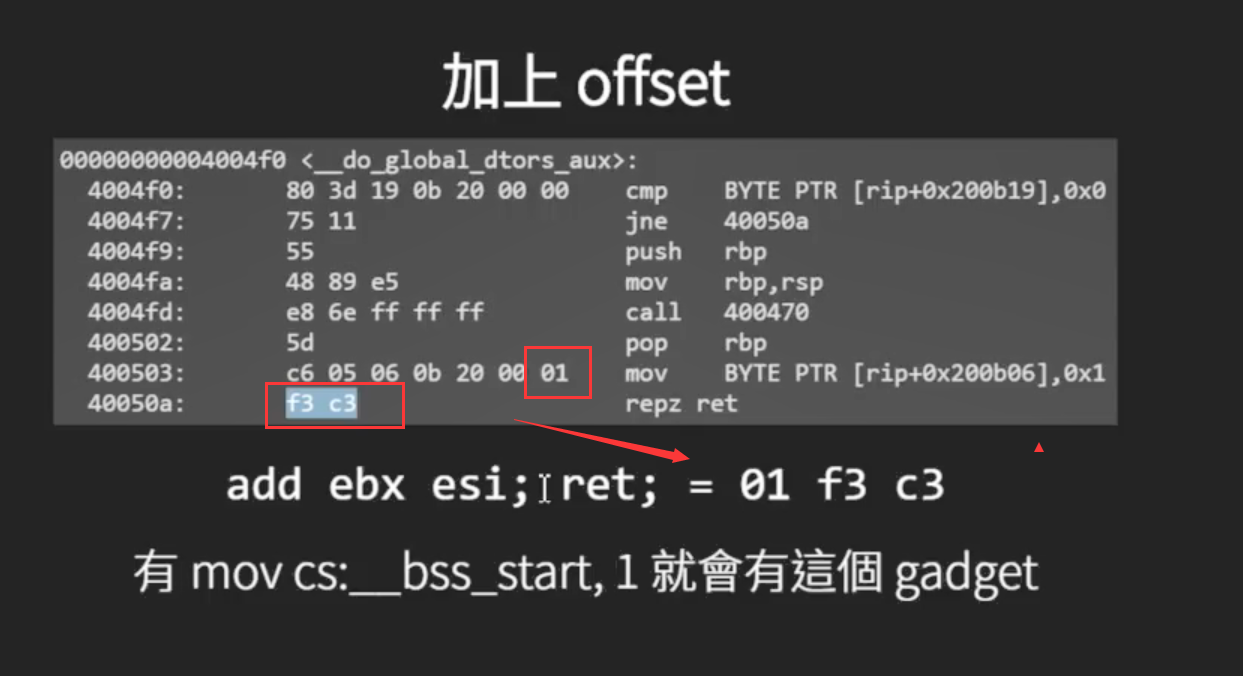 加上 offset
00000000004004f0 <__do_global_dtors_aux>:
4004f0: 80 3d 19 0b 20 00 00 cmp BYTE PTR [rip+0x200b19],0x0
4004f7: 75 11 jne 40050a
4004f9: 55 push rbp
4004fa: 48 89 e5 mov rbp,rsp
4004fd: e8 6e ff ff ff call 400470
400502: 5d pop rbp
400503: c6 05 06 0b 20 00 01 mov BYTE PTR [rip+0x200b06],0x1
40050a: f3 c3 repz ret
add ebx esi; ret; = 01 f3 c3
有 mov cs:__bss_start, 1 就會有這個 gadget